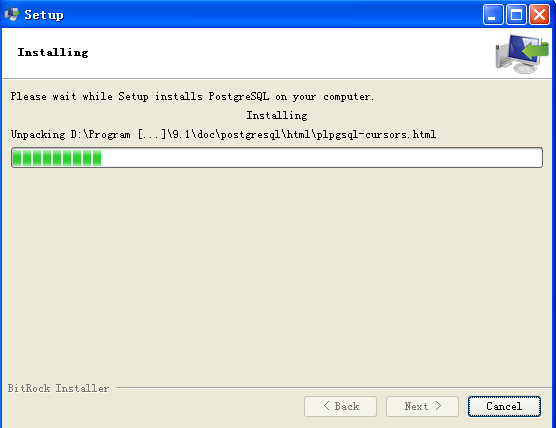 Setup
Installing
Please wait while Setup installs PostgreSQL on your computer.
Installing
Unpacking D:\Program [...]\9.1\doc\postgresql\html\plpgsql-cursors.html
BitRock Installer
< Back
Next >
Cancel